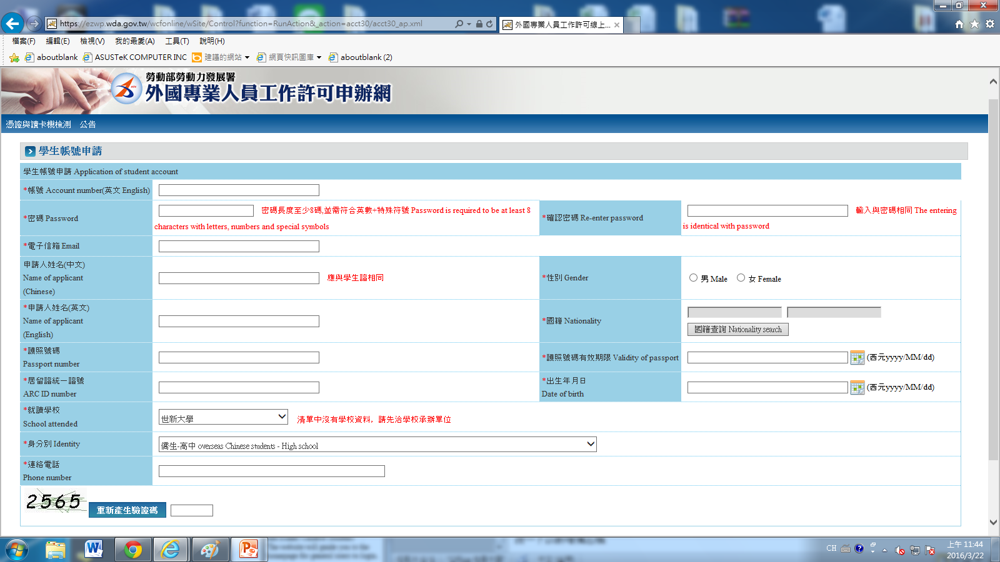 https://ezwp.wda.gov.tw/wcfonline/wSite/Control?function=RunAction&_action=acct30/acct30_ap.xml
外國專業人員工作許可線上...
檔案(F) 編輯(E) 檢視(V) 我的最愛(A) 工具(T) 說明(H)
aboutblank ASUSTeK COMPUTER INC 建議的網站 網頁快訊圖庫 aboutblank (2)
勞動部勞動力發展署
外國專業人員工作許可申辦網
憑證與讀卡機檢測 公告
學生帳號申請
學生帳號申請 Application of student account
*帳號 Account number(英文 English)
*密碼 Password
密碼長度至少8碼,並需符合英數+特殊符號 Password is required to be at least 8
characters with letters, numbers and special symbols
*確認密碼 Re-enter password
輸入與密碼相同 The entering
is identical with password
*電子信箱 Email
申請人姓名(中文)
Name of applicant
(Chinese)
應與學生證相同
*性別 Gender
男 Male 女 Female
*申請人姓名(英文)
Name of applicant
(English)
*國籍 Nationality
國籍查詢 Nationality search
*護照號碼
Passport number
*護照號碼有效期限 Validity of passport
(西元yyyy/MM/dd)
*居留證統一證號
ARC ID number
*出生年月日
Date of birth
(西元yyyy/MM/dd)
*就讀學校
School attended
世新大學
清單中沒有學校資料，請先洽學校承辦單位
*身分別 Identity
僑生-高中 overseas Chinese students - High school
*連絡電話
Phone number
2565
重新產生驗證碼
CH
上午 11:44
2016/3/22